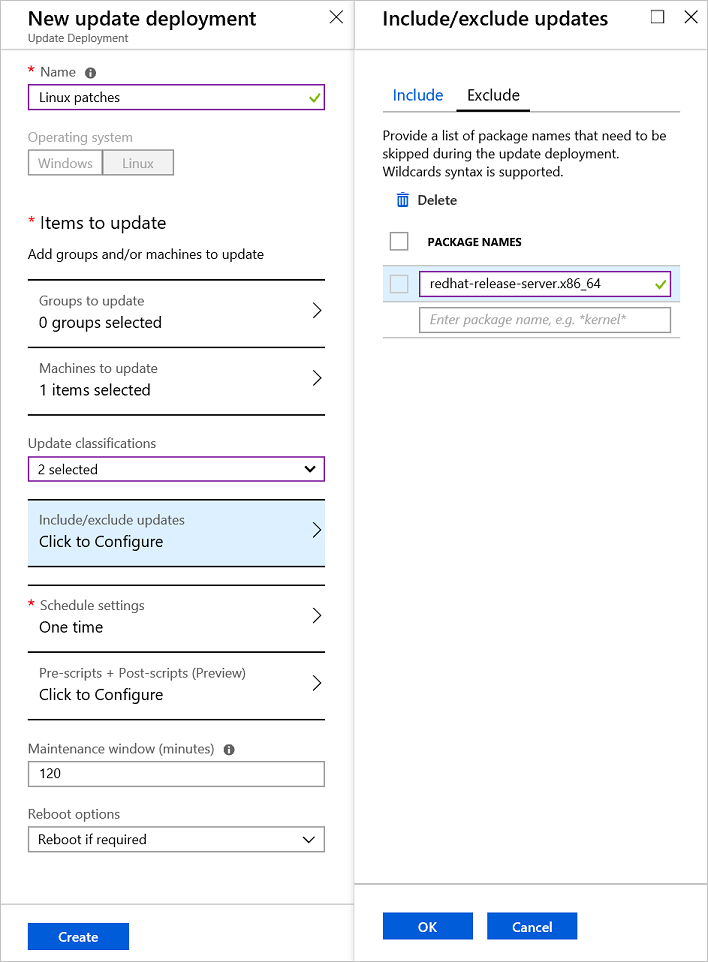 New update deployment
Update Deployment
* Name
Linux patches
Operating system
Windows
Linux
* Items to update
Add groups and/or machines to update
Groups to update
0 groups selected
Machines to update
1 items selected
Update classifications
2 selected
Include/exclude updates
Click to Configure
* Schedule settings
One time
Pre-scripts + Post-scripts (Preview)
Click to Configure
Maintenance window (minutes)
120
Reboot options
Reboot if required
Create
Include/exclude updates
Include
Exclude
Provide a list of package names that need to be
skipped during the update deployment.
Wildcards syntax is supported.
Delete
PACKAGE NAMES
redhat-release-server.x86_64
Enter package name, e.g. *kernel*
OK
Cancel